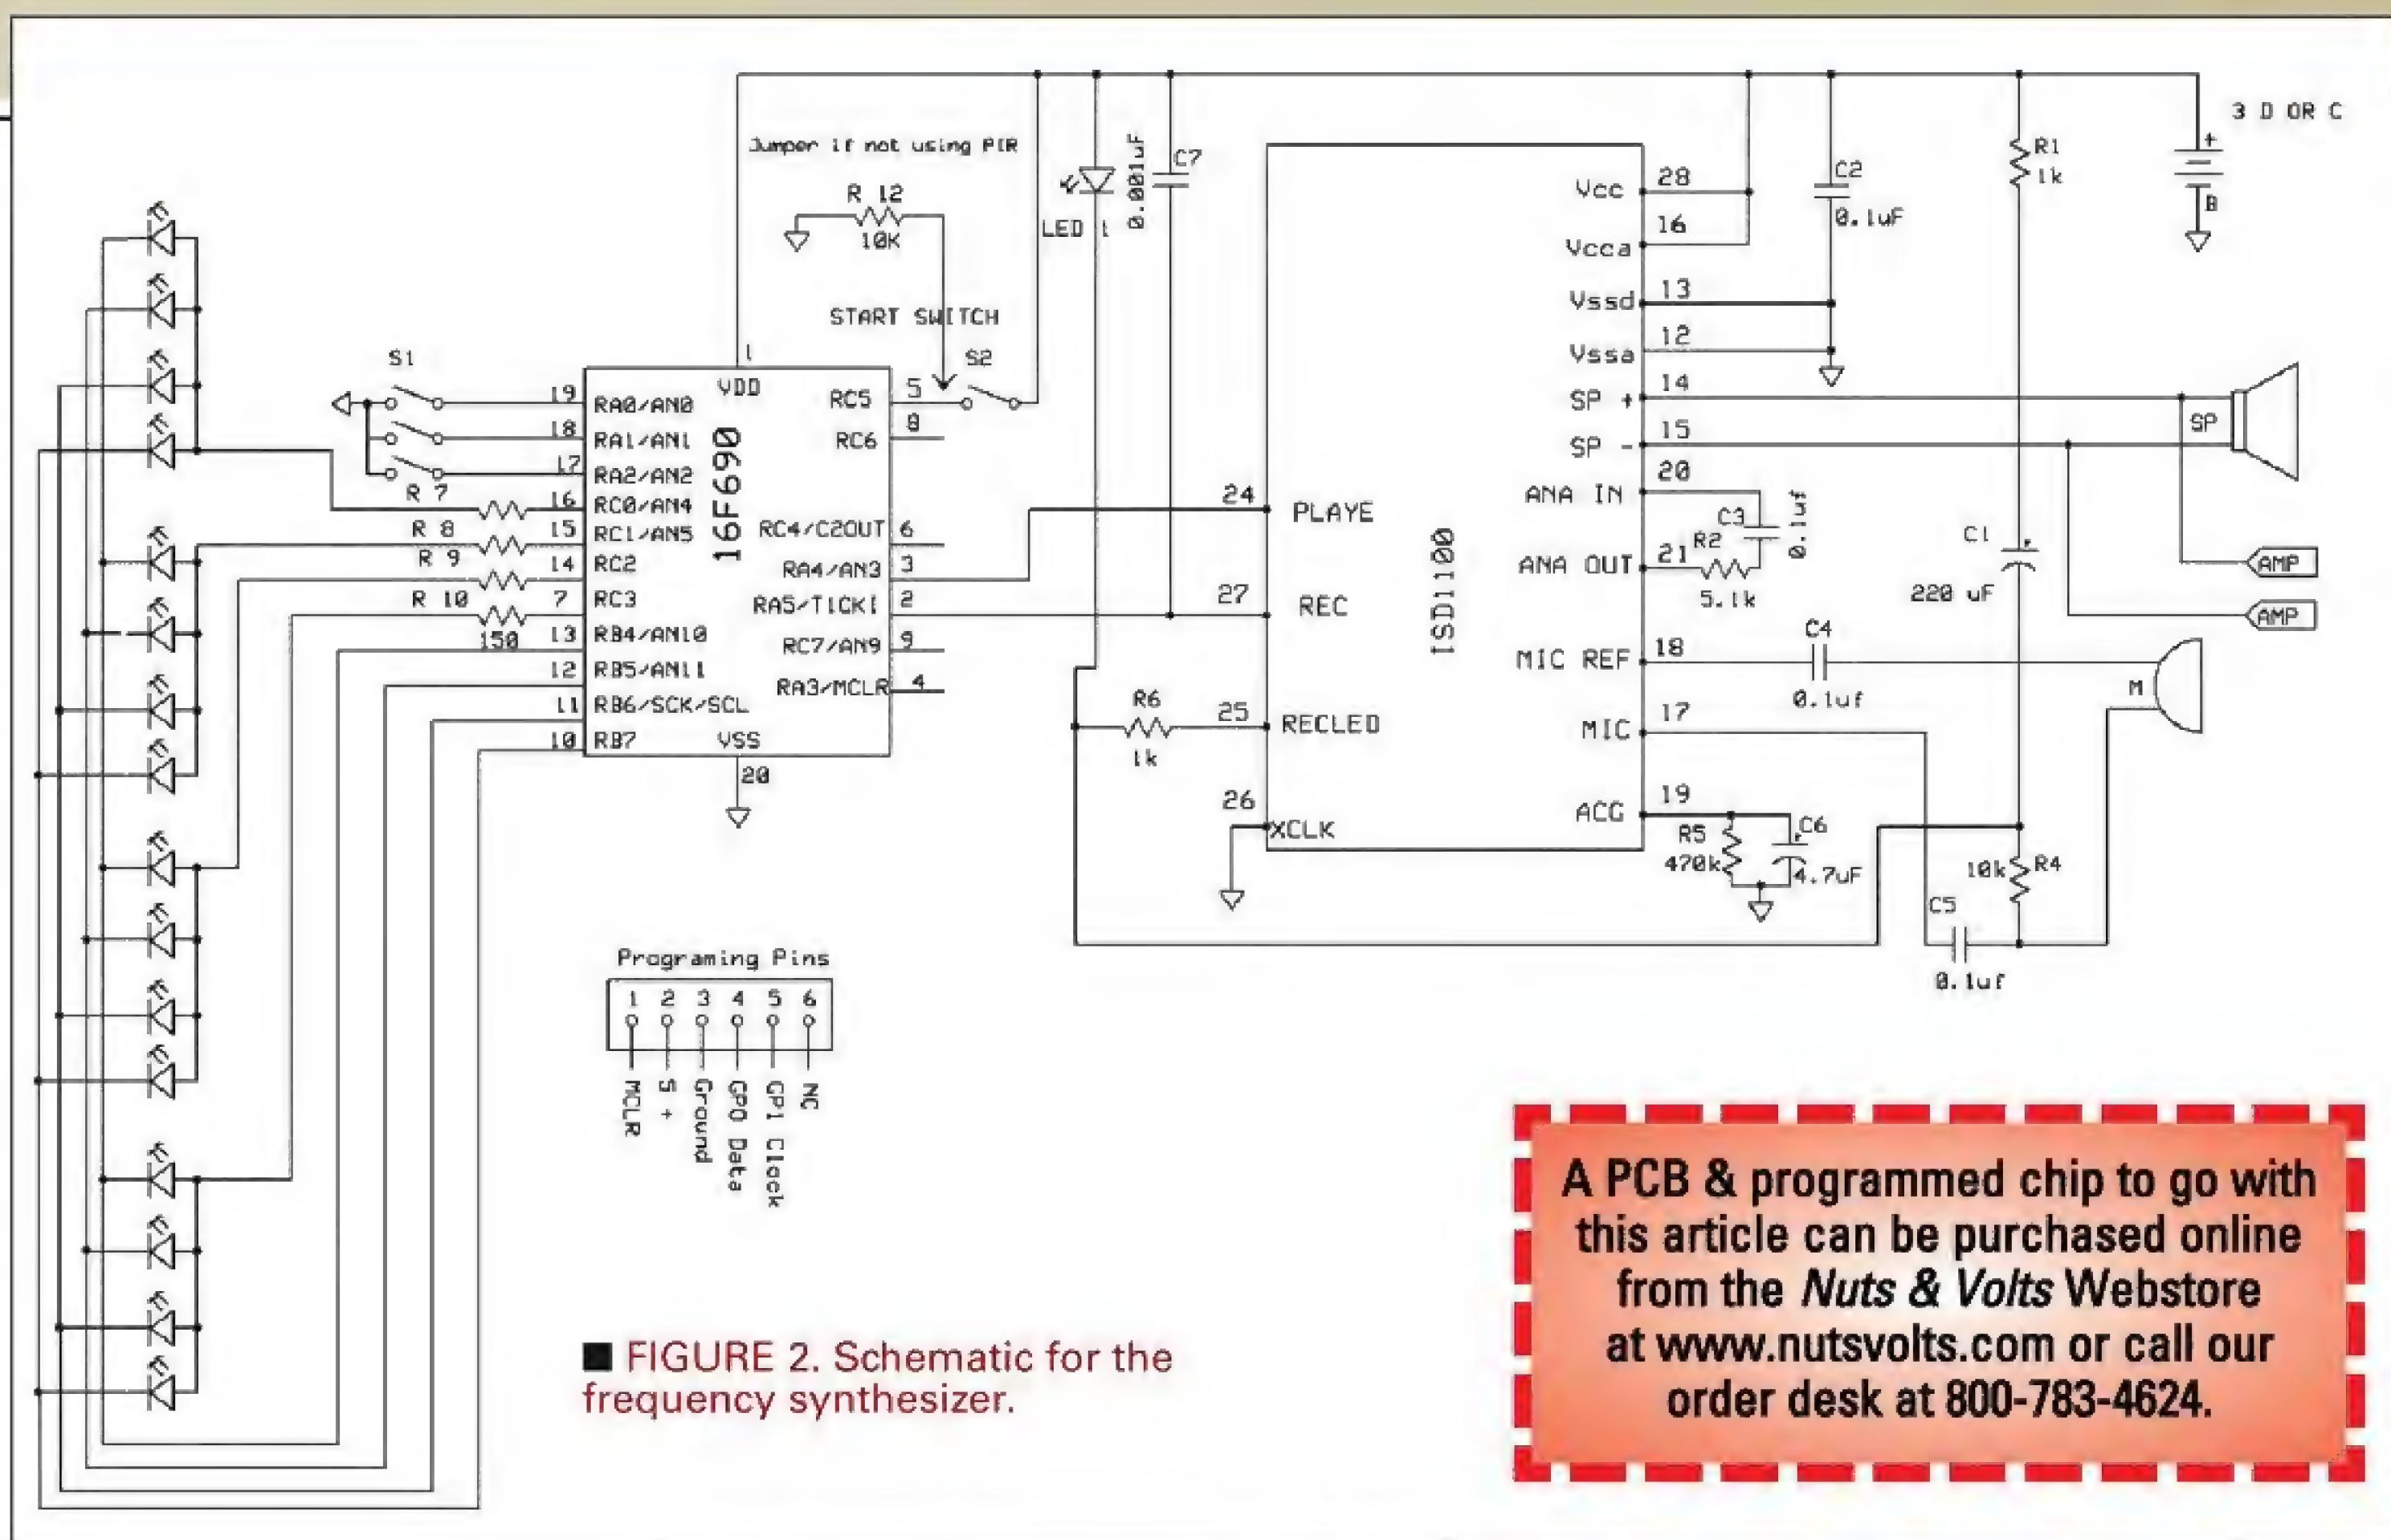 3 D OR C
Jumper if not using PIR
R 12
10K
START SWITCH
LED 1
0.001uF
C7
C2
0.1uF
R1
1k
+
B
S1
S2
16F690
VDD
1
VSS
20
19 RA0/AN0
18 RA1/AN1
17 RA2/AN2
R 7
16 RC0/AN4
R 8
15 RC1/AN5
R 9
14 RC2
R 10
7 RC3
150
13 RB4/AN10
12 RB5/AN11
11 RB6/SCK/SCL
10 RB7
RC5 5
RC6 8
RC4/C2OUT 6
RA4/AN3 3
RA5/T1CKI 2
RC7/AN9 9
RA3/MCLR 4
ISD1100
24 PLAYE
27 REC
R6
1k
25 RECLED
26 XCLK
Vcc 28
Vcca 16
Vssd 13
Vssa 12
SP + 14
SP - 15
ANA IN 20
ANA OUT 21
MIC REF 18
MIC 17
ACG 19
SP
C3
0.1uf
R2
5.1k
C1
220 uF
AMP
AMP
C4
0.1uf
M
R5
470k
C6
4.7uF
10k
R4
C5
0.1uf
Programing Pins
1 2 3 4 5 6
MCLR
5 +
Ground
GPO Data
GP1 Clock
NC
■ FIGURE 2. Schematic for the
frequency synthesizer.
A PCB & programmed chip to go with
this article can be purchased online
from the Nuts & Volts Webstore
at www.nutsvolts.com or call our
order desk at 800-783-4624.